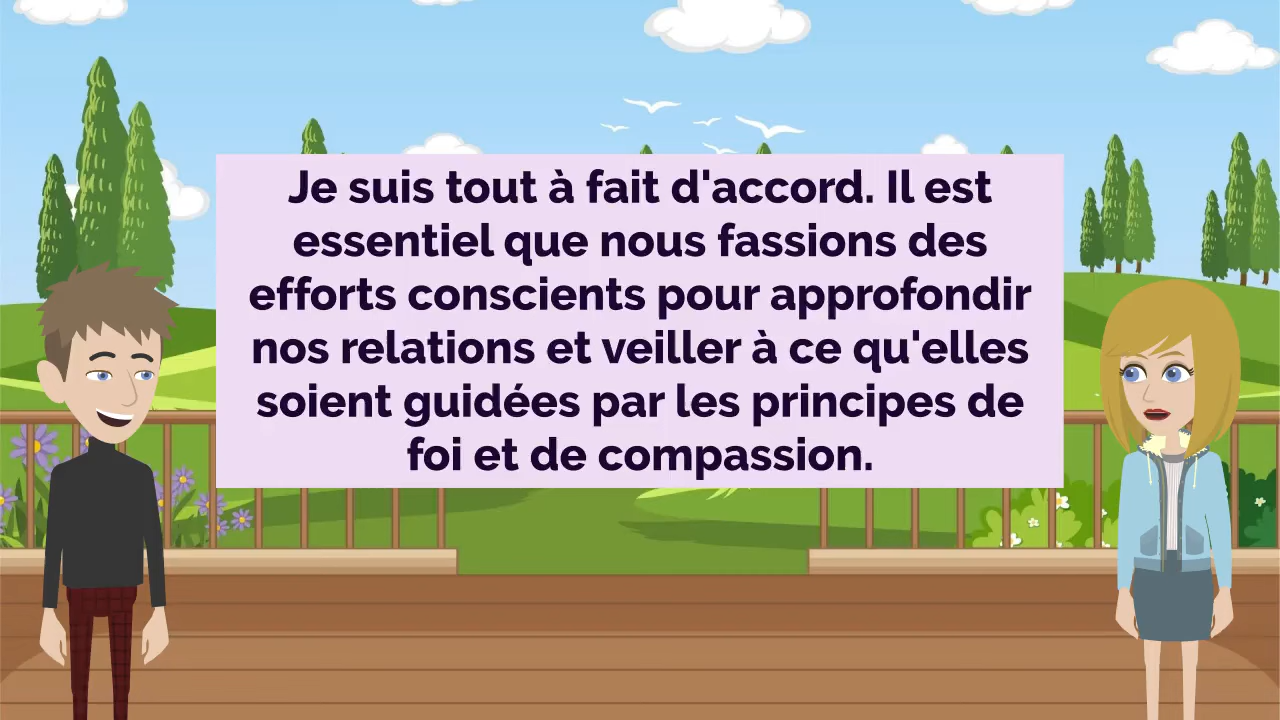 Je suis tout à fait d'accord. Il est
essentiel que nous fassions des
efforts conscients pour approfondir
nos relations et veiller à ce qu'elles
soient guidées par les principes de
foi et de compassion.